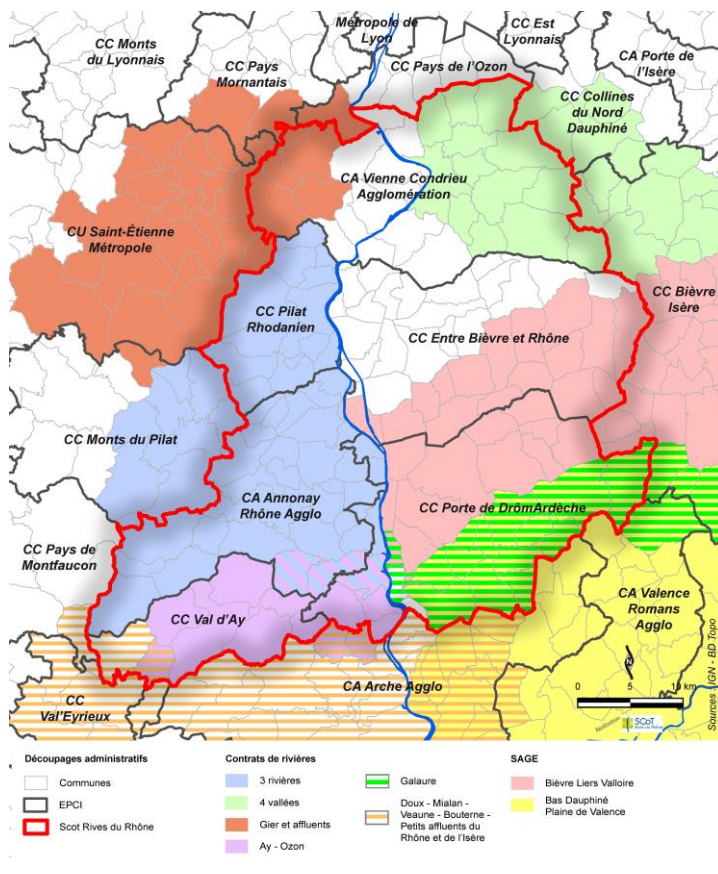 Métropole de
Lyon
CC Est
Lyonnais
CC Monts
du Lyonnais
CC Pays
Mornantais
CC Pays de l'Ozon
CA Porte de
l'Isère
CC Collines
du Nord
Dauphiné
CA Vienne Condrieu
Agglomération
CU Saint-Étienne
Métropole
CC Pilat
Rhodanien
CC Bièvre
Isère
CC Entre Bièvre et Rhône
CC Monts du Pilat
CA Annonay
Rhône Agglo
CC Porte de DrômArdèche
CC Pays de
Montfaucon
CC Val d'Ay
CA Valence
Romans
Agglo
CC
Val'Eyrieux
CA Arche Agglo
N
0 5 10 km
Réalisation
SCoT
Rives du Rhône
Sources : IGN - BD Topo
Découpages administratifs
Communes
EPCI
Scot Rives du Rhône
Contrats de rivières
3 rivières
4 vallées
Gier et affluents
Ay - Ozon
Galaure
Doux - Mialan -
Veaune - Bouterne -
Petits affluents du
Rhône et de l'Isère
SAGE
Bièvre Liers Valloire
Bas Dauphiné
Plaine de Valence